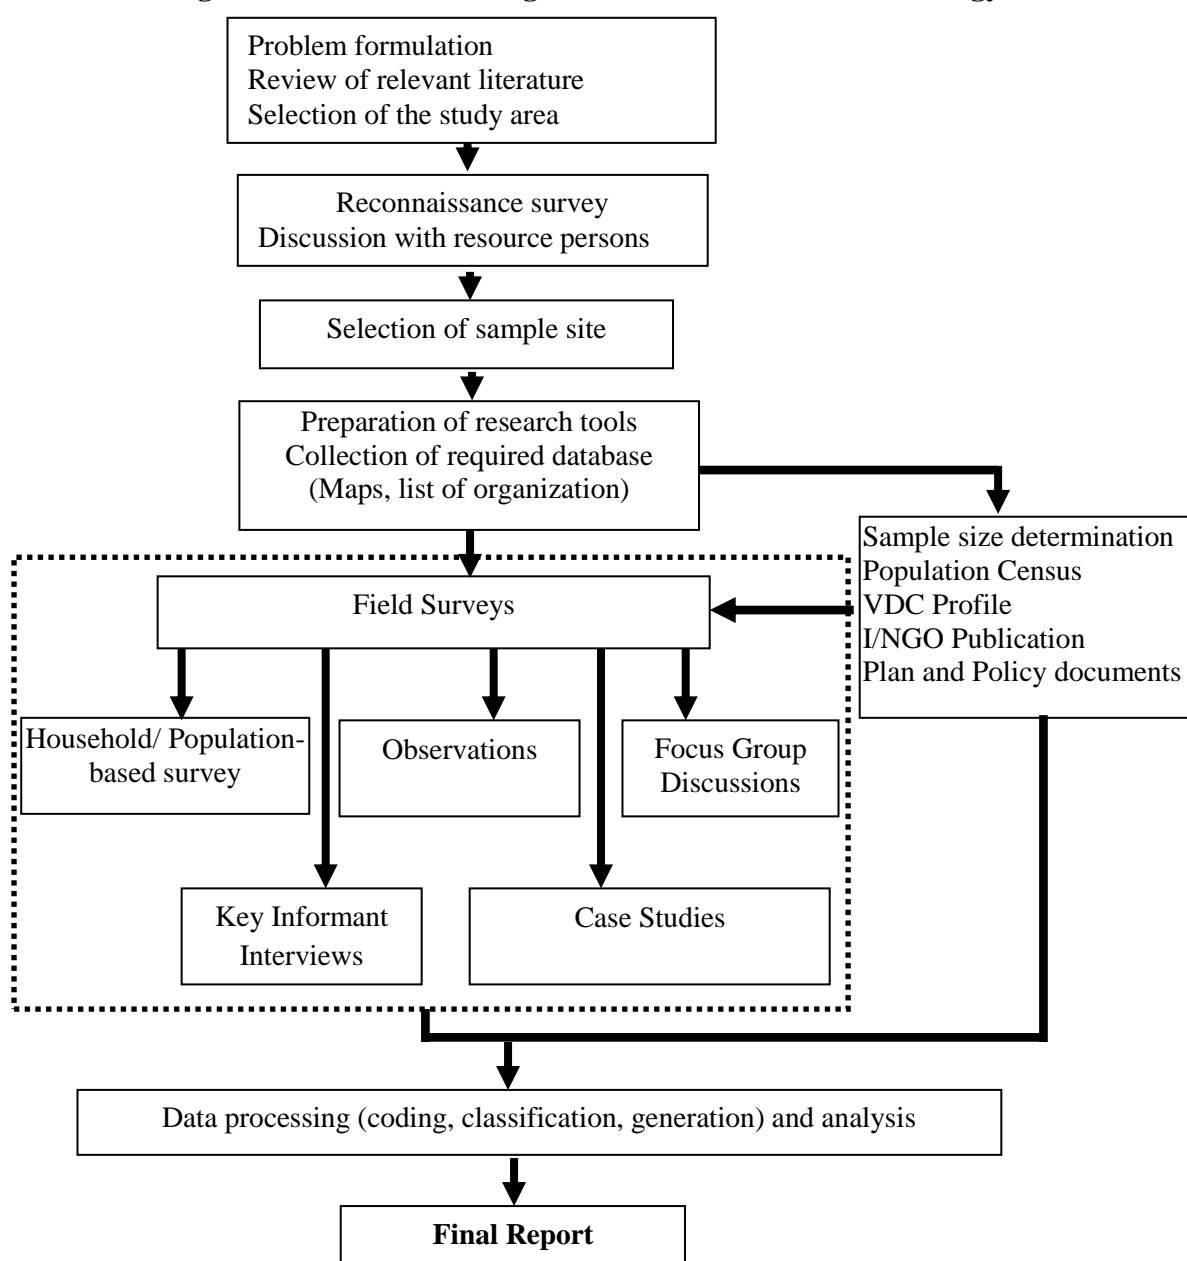 Problem formulation
Review of relevant literature
Selection of the study area
Reconnaissance survey
Discussion with resource persons
Selection of sample site
Preparation of research tools
Collection of required database
(Maps, list of organization)
Sample size determination
Population Census
VDC Profile
I/NGO Publication
Plan and Policy documents
Field Surveys
Household/ Population-
based survey
Observations
Focus Group
Discussions
Key Informant
Interviews
Case Studies
Data processing (coding, classification, generation) and analysis
Final Report